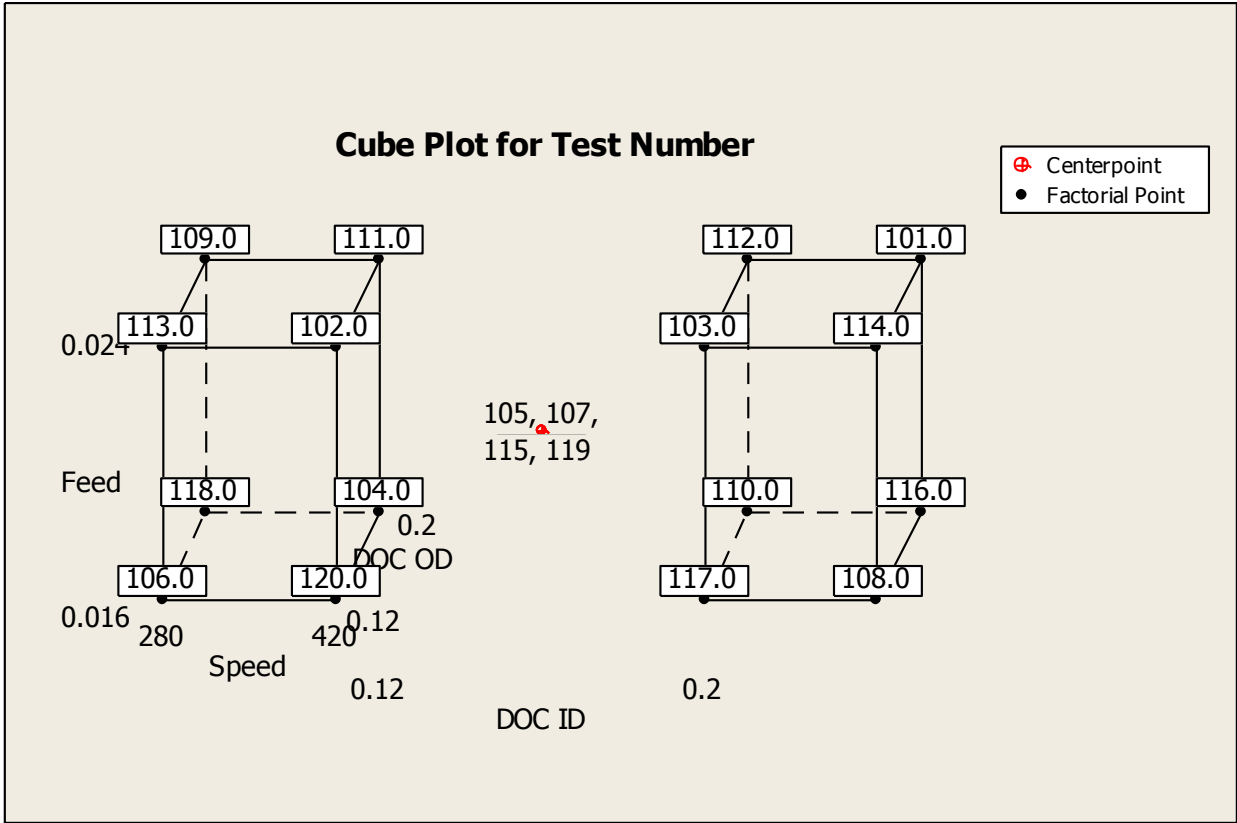 Cube Plot for Test Number
Centerpoint
Factorial Point
109.0 111.0 112.0 101.0
113.0 102.0 103.0 114.0
0.024
105, 107,
115, 119
Feed
118.0 104.0 110.0 116.0
0.2
DOC OD
106.0 120.0 117.0 108.0
0.016
0.12
280 420
Speed
0.12 0.2
DOC ID